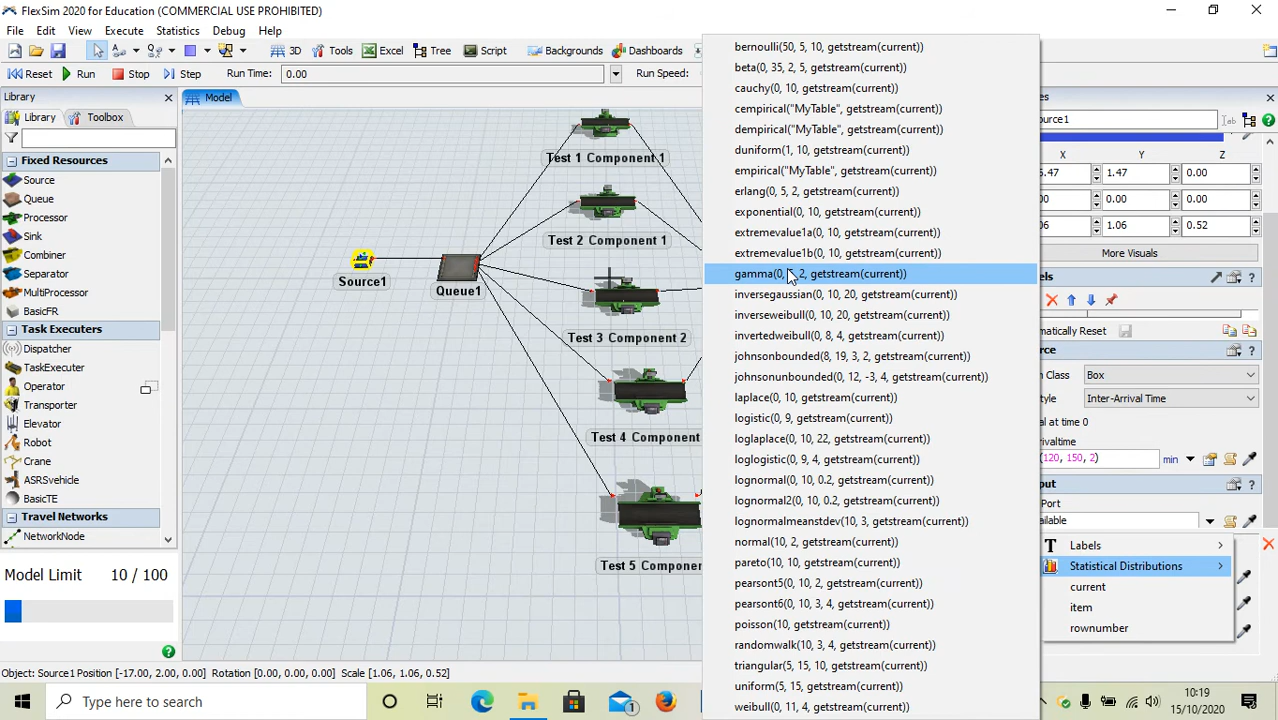 FlexSim 2020 for Education (COMMERCIAL USE PROHIBITED)
File Edit View Execute Statistics Debug Help
3D Tools Excel Tree Script Backgrounds Dashboards
Reset Run Stop Step Run Time: 0.00 Run Speed:
Library
Library Toolbox
Fixed Resources
Source
Queue
Processor
Sink
Combiner
Separator
BasicFR
Task Executers
Dispatcher
TaskExecuter
Operator
Transporter
Elevator
Robot
Crane
ASRSvehicle
BasicTE
Travel Networks
NetworkNode
Model Limit 10 / 100
Model
Test 1 Component 1
Test 2 Component 1
Source1
Queue1
Test 3 Component 2
Test 4 Component
Test 5 Componen
bernoulli(50, 5, 10, getstream(current))
beta(0, 35, 2, 5, getstream(current))
cauchy(0, 10, getstream(current))
cempirical("MyTable", getstream(current))
dempirical("MyTable", getstream(current))
duniform(1, 10, getstream(current))
empirical("MyTable", getstream(current))
erlang(0, 5, 2, getstream(current))
exponential(0, 10, getstream(current))
extremevalue1a(0, 10, getstream(current))
extremevalue1b(0, 10, getstream(current))
gamma(0, 2, getstream(current))
inversegaussian(0, 10, 20, getstream(current))
inverseweibull(0, 10, 20, getstream(current))
invertedweibull(0, 8, 4, getstream(current))
johnsonbounded(8, 19, 3, 2, getstream(current))
johnsonunbounded(0, 12, -3, 4, getstream(current))
laplace(0, 10, getstream(current))
logistic(0, 9, getstream(current))
loglaplace(0, 10, 22, getstream(current))
loglogistic(0, 9, 4, getstream(current))
lognormal(0, 10, 0.2, getstream(current))
lognormal2(0, 10, 0.2, getstream(current))
lognormalmeanstdev(10, 3, getstream(current))
normal(10, 2, getstream(current))
pareto(10, 10, getstream(current))
pearsont5(0, 10, 2, getstream(current))
pearsont6(0, 10, 3, 4, getstream(current))
poisson(10, getstream(current))
randomwalk(10, 3, 4, getstream(current))
triangular(5, 15, 10, getstream(current))
uniform(5, 15, getstream(current))
weibull(0, 11, 4, getstream(current))
es
ource1
X Y Z
5.47 1.47 0.00
0.00 0.00 0.00
1.06 1.06 0.52
More Visuals
els
matically Reset
rce
n Class Box
tyle Inter-Arrival Time
al at time 0
rivaltime
(120, 150, 2) min
put
Port
ailable
Labels
Statistical Distributions
current
item
rownumber
Object: Source1 Position [-17.00, 2.00, 0.00] Rotation [0.00, 0.00, 0.00] Scale [1.06, 1.06, 0.52]
Type here to search
1
10:19
15/10/2020